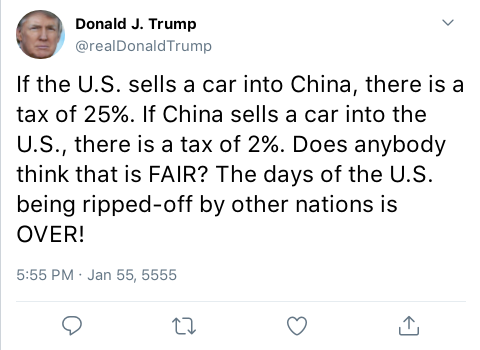 Donald J. Trump
@realDonaldTrump
If the U.S. sells a car into China, there is a
tax of 25%. If China sells a car into the
U.S., there is a tax of 2%. Does anybody
think that is FAIR? The days of the U.S.
being ripped-off by other nations is
OVER!
5:55 PM · Jan 55, 5555